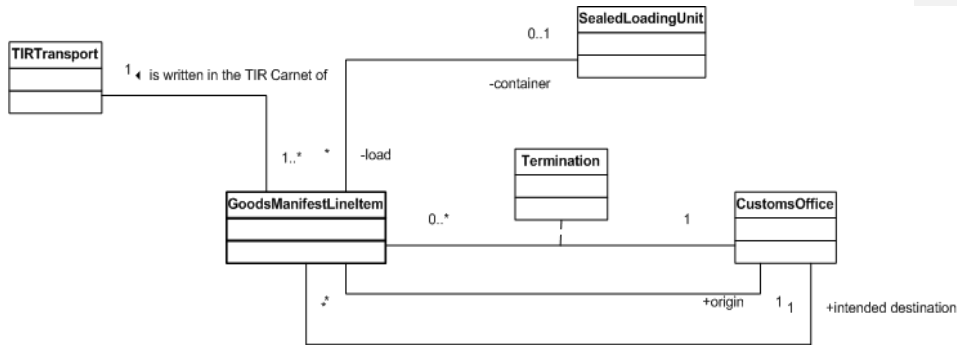 SealedLoadingUnit
0..1
TIRTransport
1 ◄ is written in the TIR Carnet of
-container
1..*
*
-load
Termination
GoodsManifestLineItem
0..*
1
CustomsOffice
*
*
+origin
1
1
+intended destination